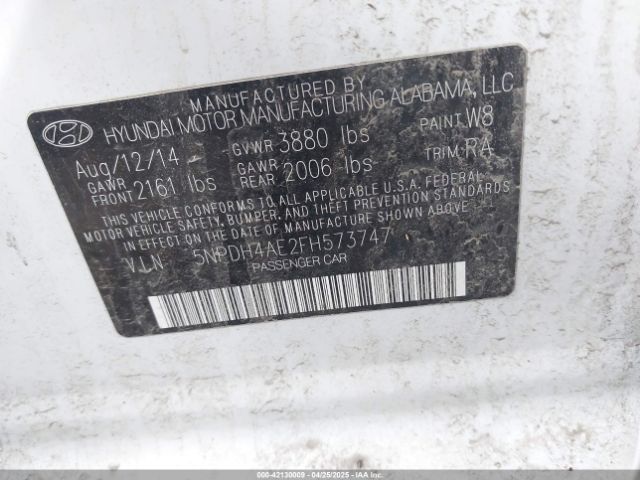 MANUFACTURED BY
HYUNDAI MOTOR MANUFACTURING ALABAMA, LLC
Aug/12/14 GVWR 3880 lbs PAINT W8
GAWR FRONT 2161 lbs GAWR REAR 2006 lbs TRIM RA
THIS VEHICLE CONFORMS TO ALL APPLICABLE U.S.A. FEDERAL
MOTOR VEHICLE SAFETY, BUMPER, AND THEFT PREVENTION STANDARDS
IN EFFECT ON THE DATE OF MANUFACTURE SHOWN ABOVE.
V.I.N 5NPDH4AE2FH573747
PASSENGER CAR
000-42130009 - 04/25/2025 - IAAI.COM